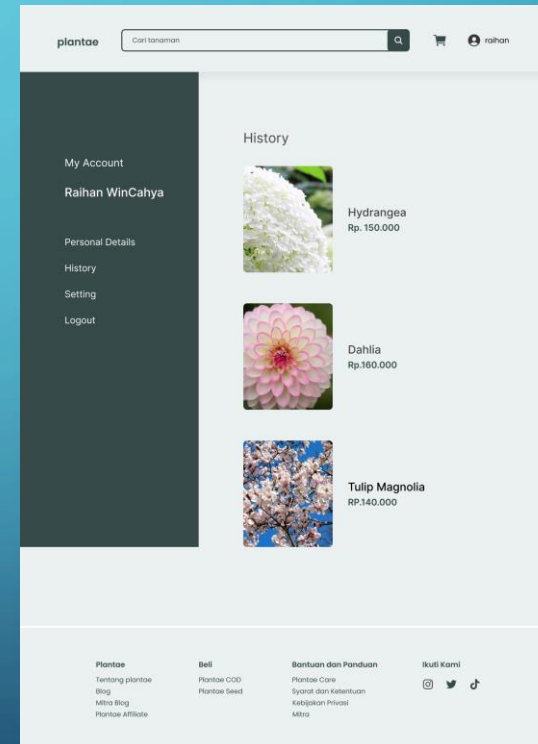 plantae
Cari tanaman
raihan
My Account
Raihan WinCahya
Personal Details
History
Setting
Logout
History
Hydrangea
Rp. 150.000
Dahlia
Rp.160.000
Tulip Magnolia
RP.140.000
Plantae
Tentang plantae
Blog
Mitra Blog
Plantae Affiliate
Beli
Plantae COD
Plantae Seed
Bantuan dan Panduan
Plantae Care
Syarat dan Ketentuan
Kebijakan Privasi
Mitra
Ikuti Kami